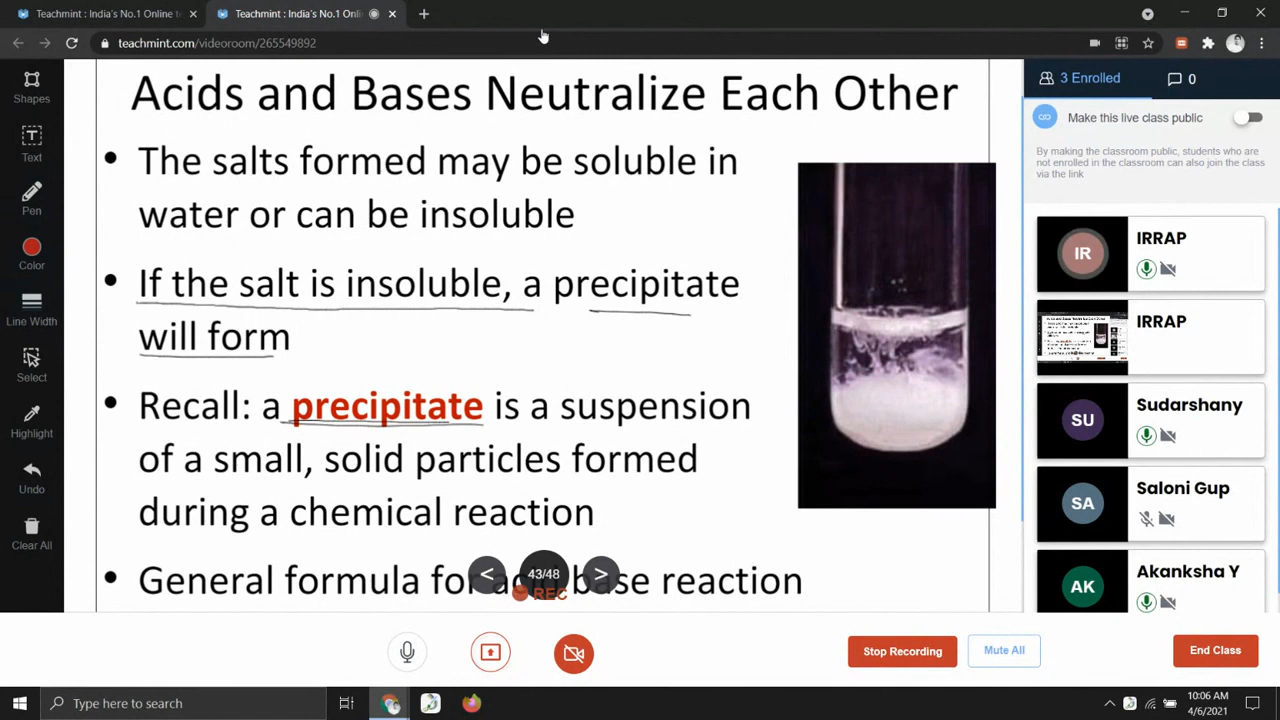 Teachmint : India's No.1 Online t
Teachmint : India's No.1 Onli
teachmint.com/videoroom/265549892
Shapes
Text
Pen
Color
Line Width
Select
Highlight
Undo
Clear All
Acids and Bases Neutralize Each Other
• The salts formed may be soluble in
water or can be insoluble
• If the salt is insoluble, a precipitate
will form
• Recall: a precipitate is a suspension
of a small, solid particles formed
during a chemical reaction
• General formula for acid base reaction
< 43/48 >
REC
3 Enrolled
0
Make this live class public
By making the classroom public, students who are
not enrolled in the classroom can also join the class
via the link
IR
IRRAP
IRRAP
SU
Sudarshany
SA
Saloni Gup
AK
Akanksha Y
Stop Recording
Mute All
End Class
Type here to search
10:06 AM
4/6/2021